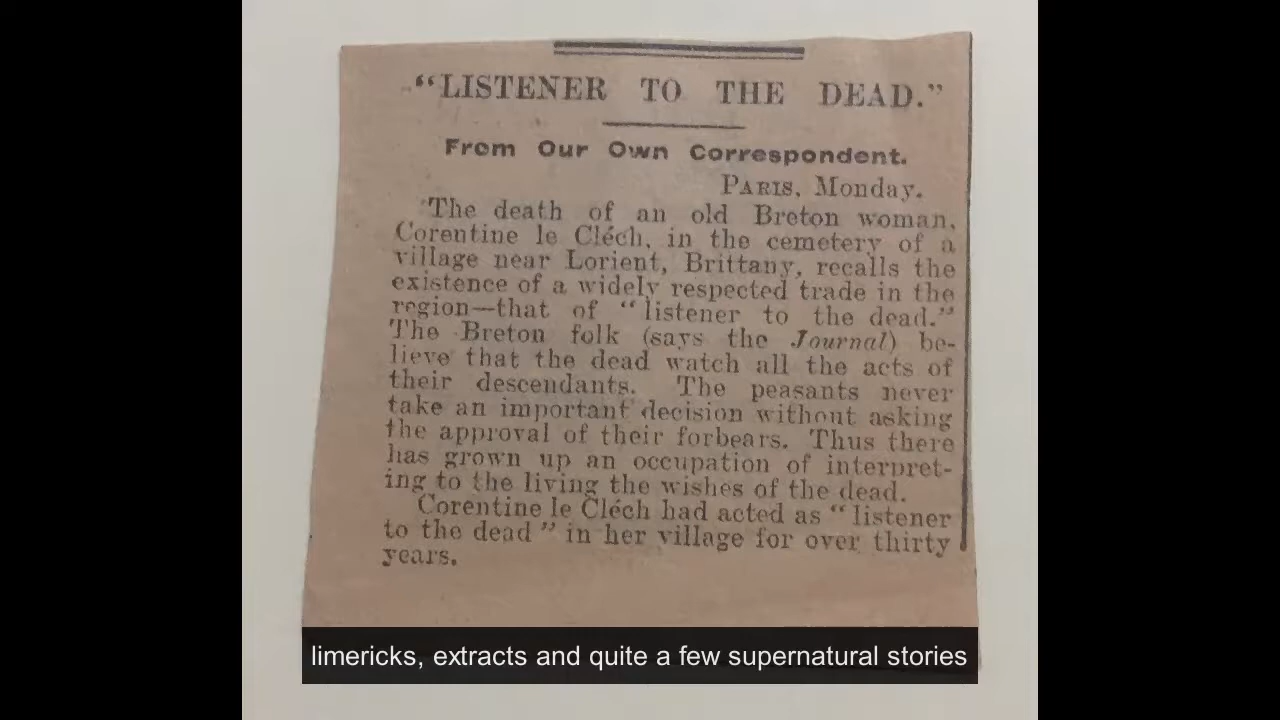 “LISTENER TO THE DEAD.”
From Our Own Correspondent.
PARIS, Monday.
The death of an old Breton woman,
Corentine le Cléch, in the cemetery of a
village near Lorient, Brittany, recalls the
existence of a widely respected trade in the
region—that of “listener to the dead.”
The Breton folk (says the Journal) be-
lieve that the dead watch all the acts of
their descendants. The peasants never
take an important decision without asking
the approval of their forbears. Thus there
has grown up an occupation of interpret-
ing to the living the wishes of the dead.
Corentine le Cléch had acted as “listener
to the dead” in her village for over thirty
years.
limericks, extracts and quite a few supernatural stories